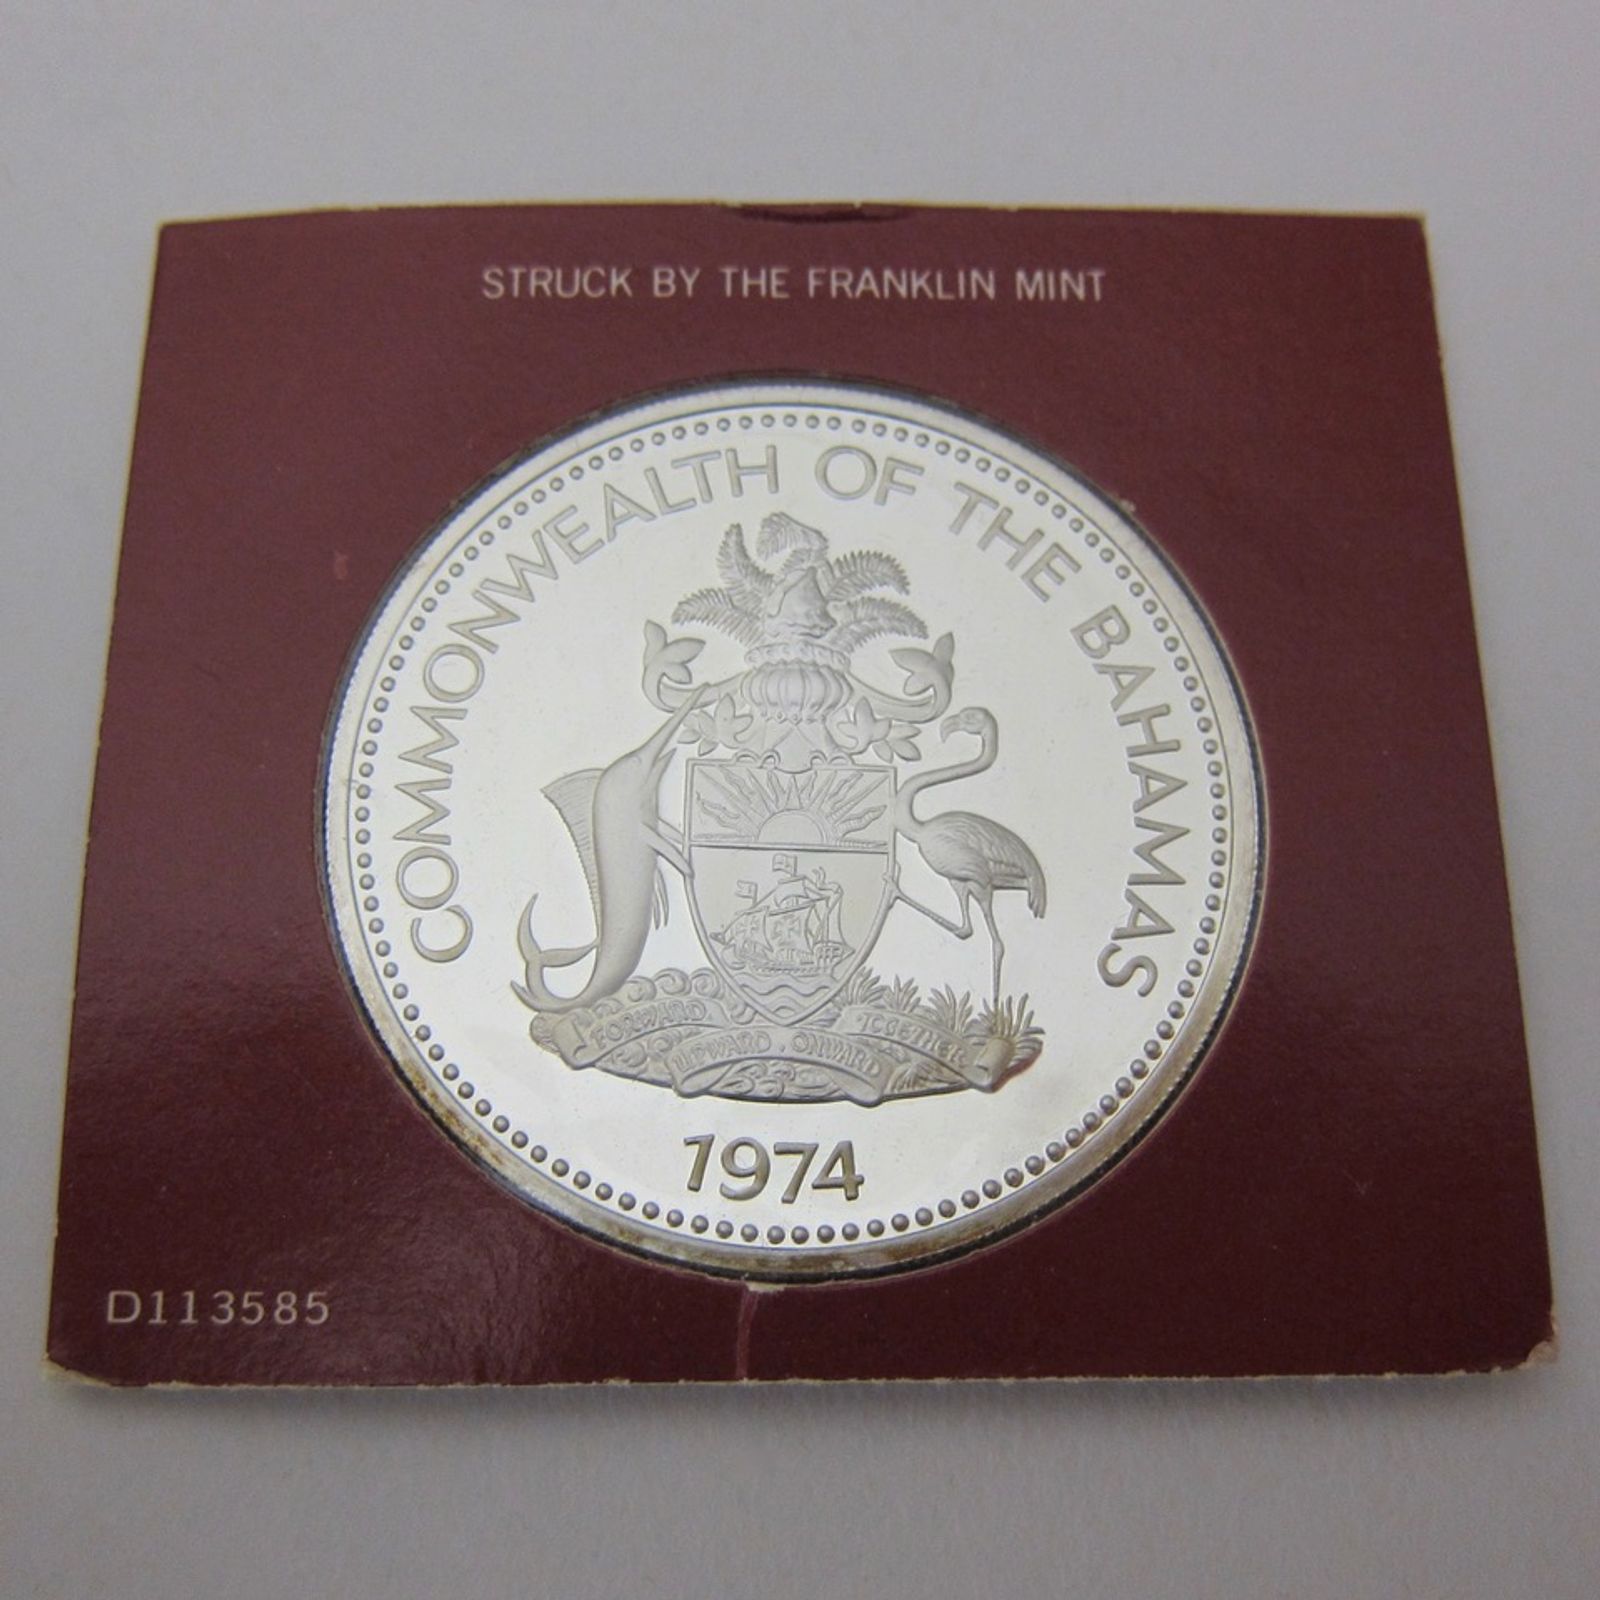 STRUCK BY THE FRANKLIN MINT
COMMONWEALTH OF THE BAHAMAS
FORWARD
UPWARD . ONWARD
TOGETHER
1974
D113585